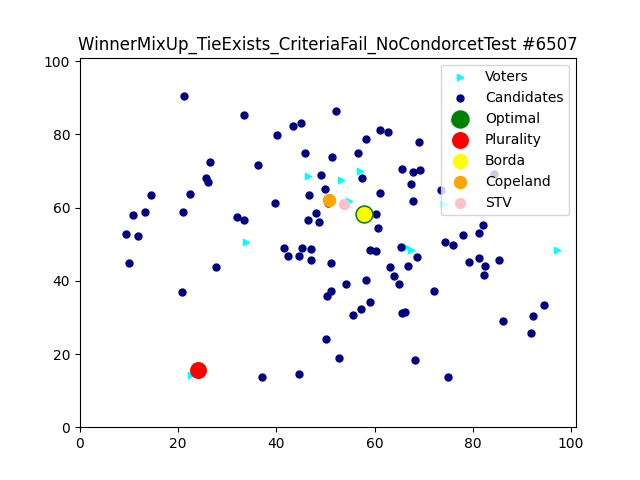 WinnerMixUp_TieExists_CriteriaFail_NoCondorcetTest #6507
100
80
60
40
20
0
0 20 40 60 80 100
Voters
Candidates
Optimal
Plurality
Borda
Copeland
STV